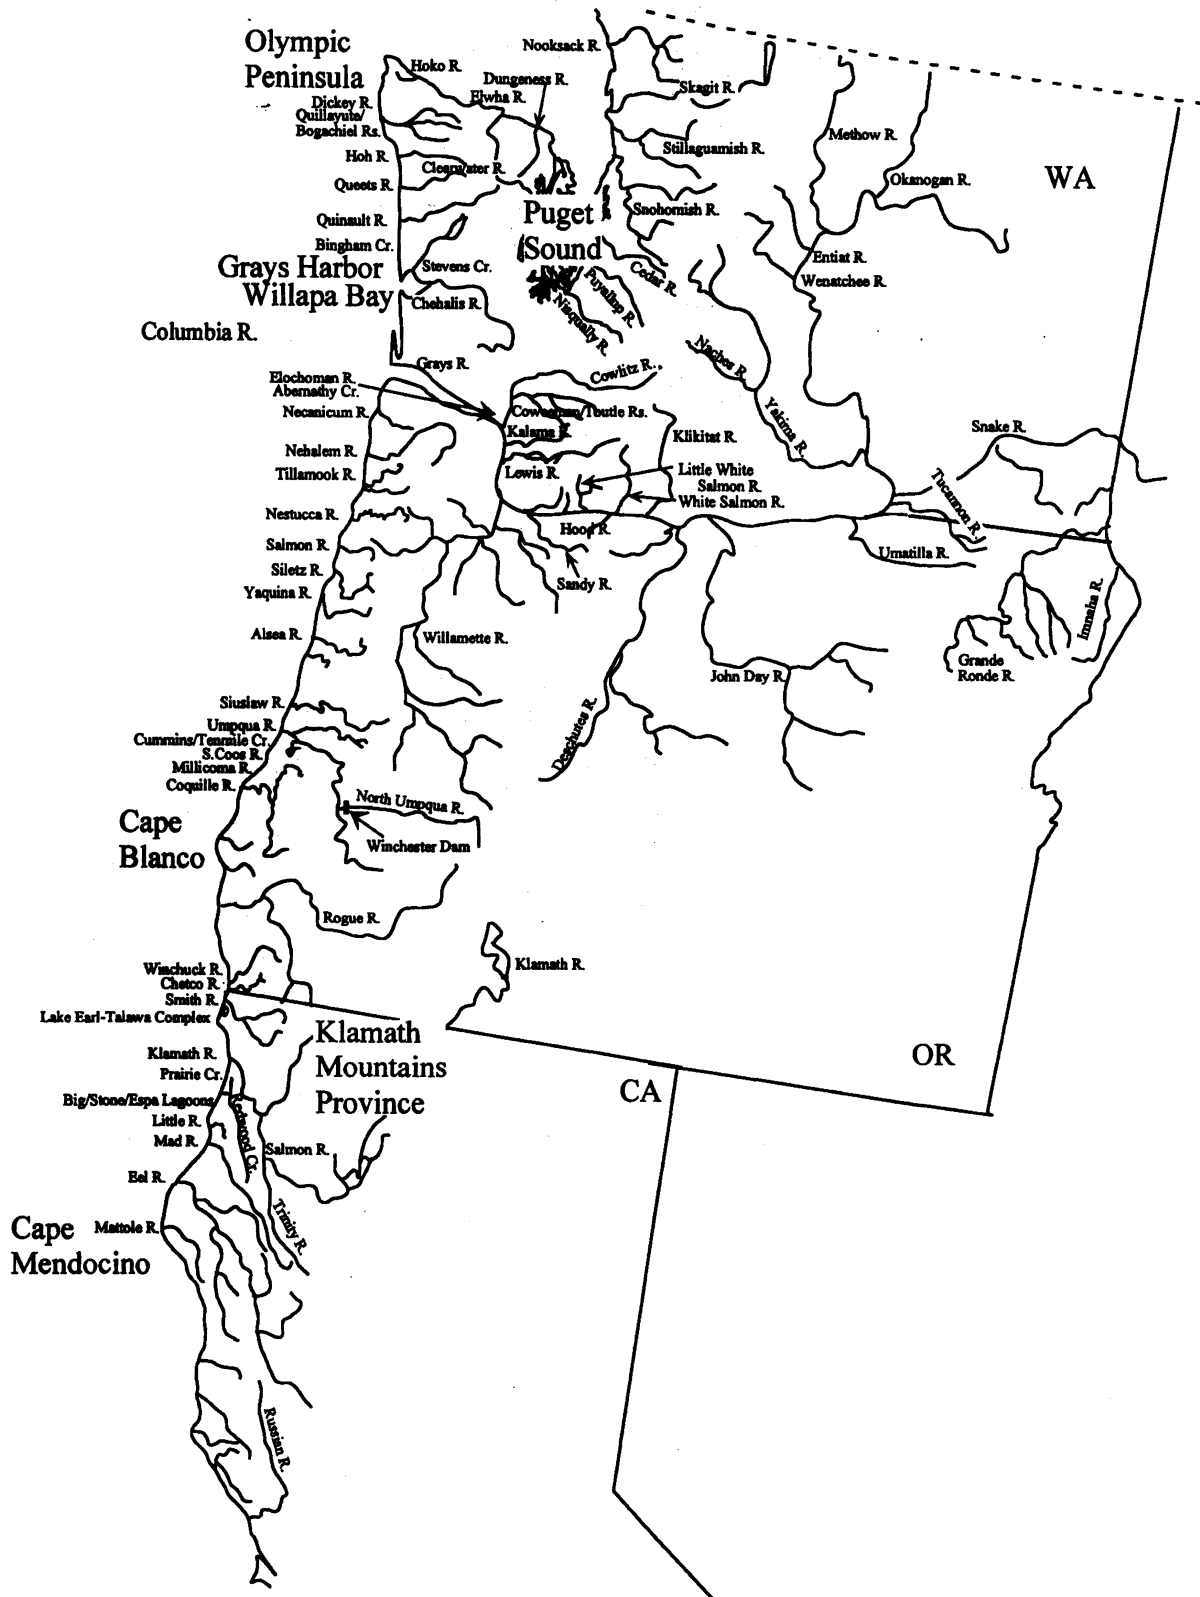 Olympic
Peninsula
Hoko R.
Nooksack R.
Dungeness R.
Elwha R.
Skagit R.
Dickey R.
Quillayute/
Bogachiel Rs.
Hoh R.
Clearwater R.
Queets R.
Quinault R.
Bingham Cr.
Stevens Cr.
Grays Harbor
Willapa Bay
Chehalis R.
Columbia R.
Stillaguamish R.
Methow R.
Okanogan R.
WA
Puget
Sound
Snohomish R.
Cedar R.
Puyallup R.
Nisqually R.
Entiat R.
Wenatchee R.
Naches R.
Yakima R.
Grays R.
Cowlitz R.
Elochoman R.
Abernathy Cr.
Necanicum R.
Coweeman/Toutle Rs.
Kalama R.
Klikitat R.
Snake R.
Nehalem R.
Tillamook R.
Lewis R.
Little White
Salmon R.
White Salmon R.
Tucannon R.
Nestucca R.
Hood R.
Salmon R.
Umatilla R.
Siletz R.
Sandy R.
Yaquina R.
Imnaha R.
Alsea R.
Willamette R.
Grande
Ronde R.
John Day R.
Siuslaw R.
Deschutes R.
Umpqua R.
Cummins/Tenmile Cr.
S.Coos R.
Millicoma R.
Coquille R.
North Umpqua R.
Winchester Dam
Cape
Blanco
Rogue R.
Klamath R.
Winchuck R.
Chetco R.
Smith R.
Lake Earl-Talawa Complex
Klamath
Mountains
Province
OR
CA
Klamath R.
Prairie Cr.
Big/Stone/Espa Lagoons
Redwood Cr.
Little R.
Mad R.
Salmon R.
Eel R.
Trinity R.
Cape
Mendocino
Mattole R.
Russian R.